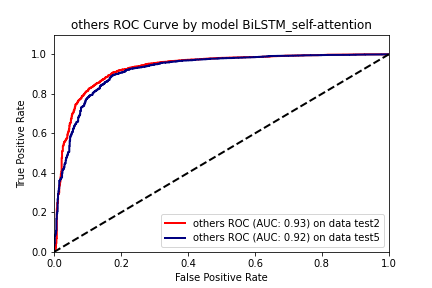 others ROC Curve by model BiLSTM_self-attention
True Positive Rate
1.0
0.8
0.6
0.4
0.2
0.0
others ROC (AUC: 0.93) on data test2
others ROC (AUC: 0.92) on data test5
0.0 0.2 0.4 0.6 0.8 1.0
False Positive Rate